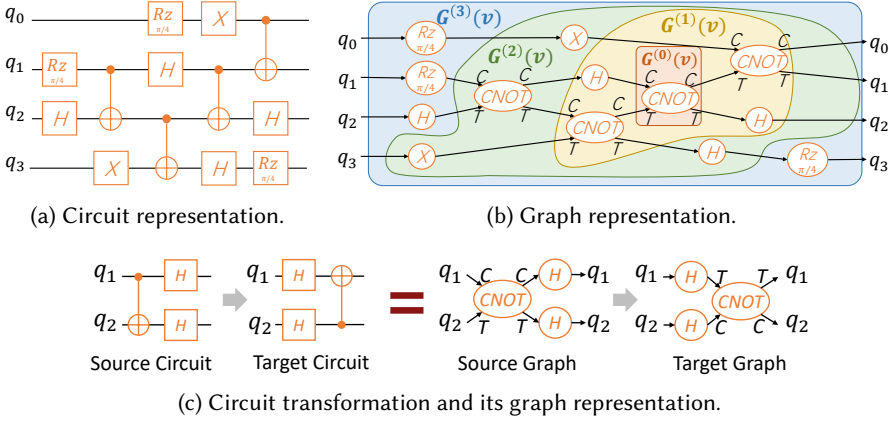 q0 Rz π/4 X
q1 Rz π/4 H
q2 H H
q3 X H Rz π/4
(a) Circuit representation.
G(3)(v) G(2)(v) G(1)(v) G(0)(v)
q0 Rz π/4 X C C CNOT T T q0
q1 Rz π/4 C C CNOT T T H C C CNOT T T q1
q2 H C C CNOT T T H q2
q3 X H Rz π/4 q3
(b) Graph representation.
q1 H q1 H = q1 C C H q1 q1 H T T q1
CNOT CNOT
q2 H q2 H q2 T T H q2 q2 H C C q2
Source Circuit Target Circuit Source Graph Target Graph
(c) Circuit transformation and its graph representation.